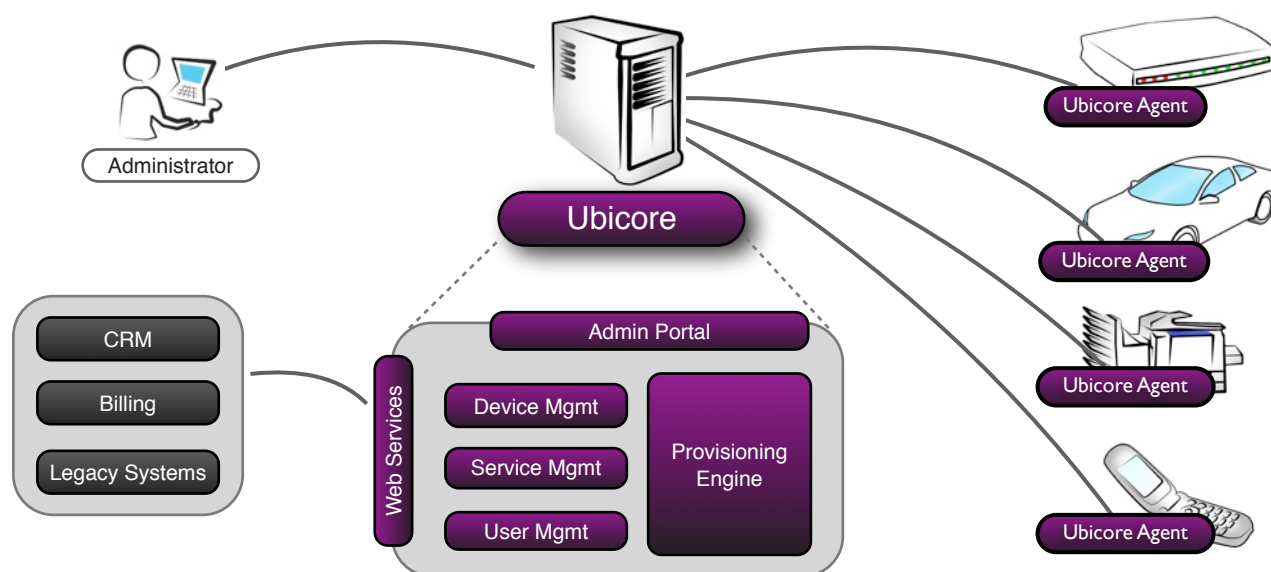 Administrator
Ubicore
Ubicore Agent
Ubicore Agent
Ubicore Agent
Ubicore Agent
CRM
Billing
Legacy Systems
Web Services
Admin Portal
Device Mgmt
Service Mgmt
User Mgmt
Provisioning
Engine